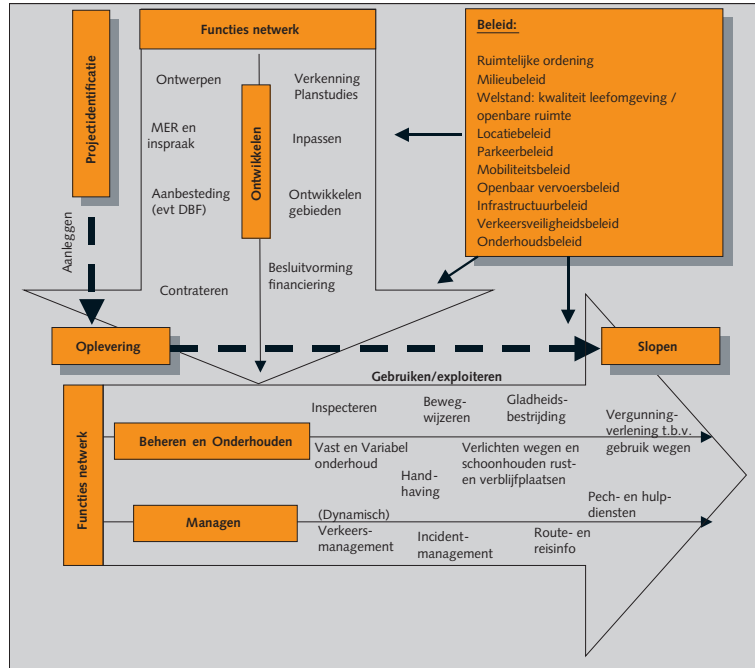 Functies netwerk
Projectidentificatie
Aanleggen
Ontwerpen
MER en
inspraak
Aanbesteding
(evt DBF)
Contrateren
Ontwikkelen
Verkenning
Planstudies
Inpassen
Ontwikkelen
gebieden
Besluitvorming
financiering
Beleid:
Ruimtelijke ordening
Milieubeleid
Welstand: kwaliteit leefomgeving /
openbare ruimte
Locatiebeleid
Parkeerbeleid
Mobiliteitsbeleid
Openbaar vervoersbeleid
Infrastructuurbeleid
Verkeersveiligheidsbeleid
Onderhoudsbeleid
Oplevering
Slopen
Gebruiken/exploiteren
Functies netwerk
Beheren en Onderhouden
Inspecteren
Beweg-
wijzeren
Gladheids-
bestrijding
Vergunning-
verlening t.b.v.
gebruik wegen
Vast en Variabel
onderhoud
Hand-
having
Verlichten wegen en
schoonhouden rust-
en verblijfplaatsen
Managen
(Dynamisch)
Verkeers-
management
Incident-
management
Route- en
reisinfo
Pech- en hulp-
diensten